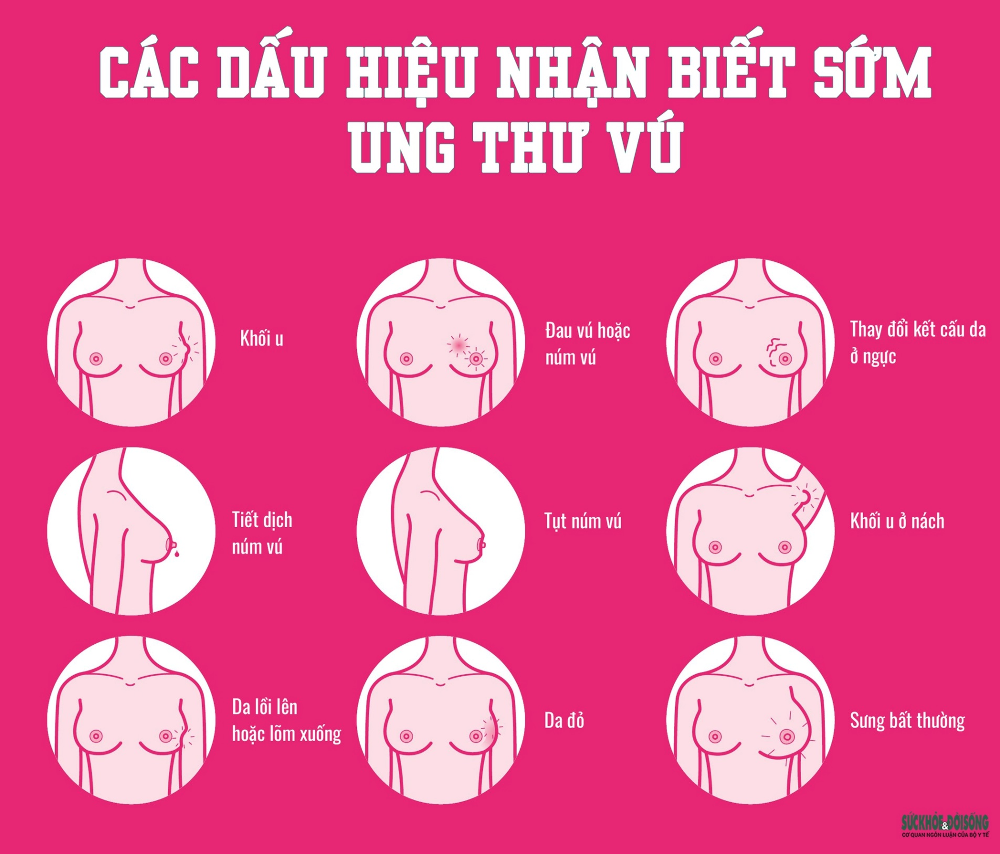 CÁC DẤU HIỆU NHẬN BIẾT SỚM
UNG THƯ VÚ
Khối u
Đau vú hoặc
núm vú
Thay đổi kết cấu da
ở ngực
Tiết dịch
núm vú
Tụt núm vú
Khối u ở nách
Da lồi lên
hoặc lõm xuống
Da đỏ
Sưng bất thường
SỨCKHỎE&ĐỜISỐNG
CƠ QUAN NGÔN LUẬN CỦA BỘ Y TẾ